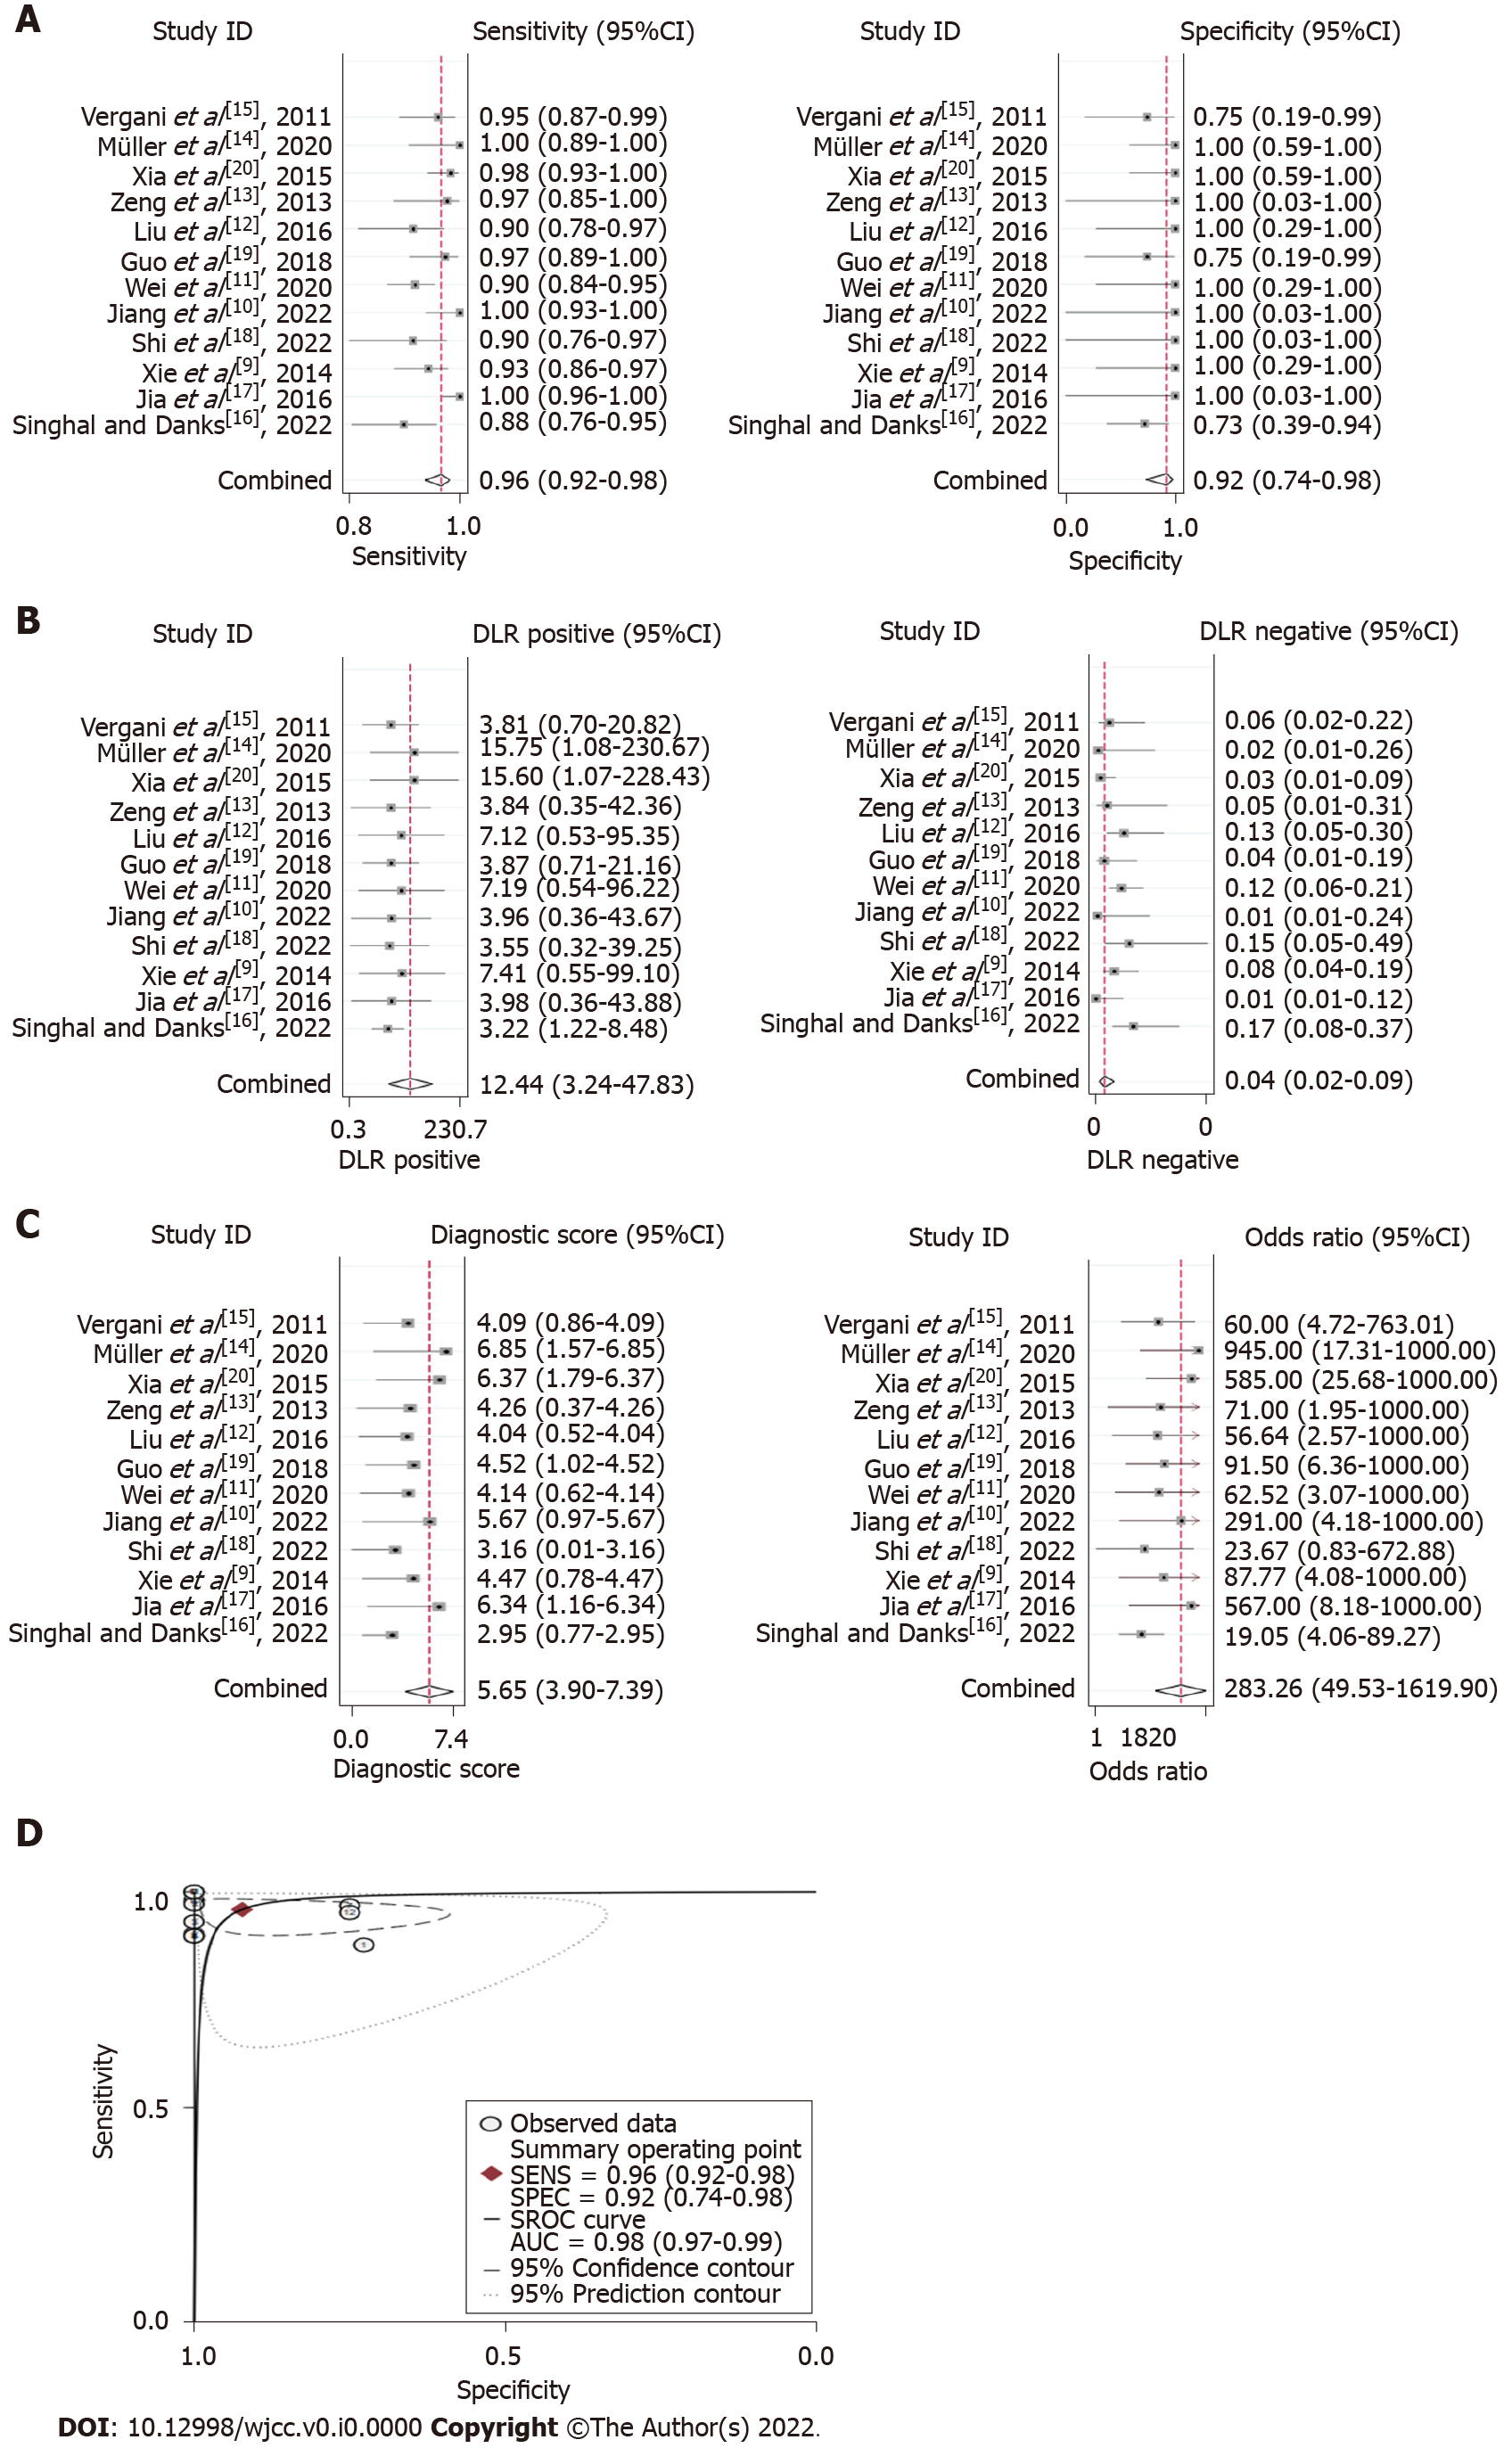 A
Study ID Sensitivity (95%CI)
Vergani et al[15], 2011 0.95 (0.87-0.99)
Müller et al[14], 2020 1.00 (0.89-1.00)
Xia et al[20], 2015 0.98 (0.93-1.00)
Zeng et al[13], 2013 0.97 (0.85-1.00)
Liu et al[12], 2016 0.90 (0.78-0.97)
Guo et al[19], 2018 0.97 (0.89-1.00)
Wei et al[11], 2020 0.90 (0.84-0.95)
Jiang et al[10], 2022 1.00 (0.93-1.00)
Shi et al[18], 2022 0.90 (0.76-0.97)
Xie et al[9], 2014 0.93 (0.86-0.97)
Jia et al[17], 2016 1.00 (0.96-1.00)
Singhal and Danks[16], 2022 0.88 (0.76-0.95)
Combined 0.96 (0.92-0.98)
0.8 1.0
Sensitivity
Study ID Specificity (95%CI)
Vergani et al[15], 2011 0.75 (0.19-0.99)
Müller et al[14], 2020 1.00 (0.59-1.00)
Xia et al[20], 2015 1.00 (0.59-1.00)
Zeng et al[13], 2013 1.00 (0.03-1.00)
Liu et al[12], 2016 1.00 (0.29-1.00)
Guo et al[19], 2018 0.75 (0.19-0.99)
Wei et al[11], 2020 1.00 (0.29-1.00)
Jiang et al[10], 2022 1.00 (0.03-1.00)
Shi et al[18], 2022 1.00 (0.03-1.00)
Xie et al[9], 2014 1.00 (0.29-1.00)
Jia et al[17], 2016 1.00 (0.03-1.00)
Singhal and Danks[16], 2022 0.73 (0.39-0.94)
Combined 0.92 (0.74-0.98)
0.0 1.0
Specificity
B
Study ID DLR positive (95%CI)
Vergani et al[15], 2011 3.81 (0.70-20.82)
Müller et al[14], 2020 15.75 (1.08-230.67)
Xia et al[20], 2015 15.60 (1.07-228.43)
Zeng et al[13], 2013 3.84 (0.35-42.36)
Liu et al[12], 2016 7.12 (0.53-95.35)
Guo et al[19], 2018 3.87 (0.71-21.16)
Wei et al[11], 2020 7.19 (0.54-96.22)
Jiang et al[10], 2022 3.96 (0.36-43.67)
Shi et al[18], 2022 3.55 (0.32-39.25)
Xie et al[9], 2014 7.41 (0.55-99.10)
Jia et al[17], 2016 3.98 (0.36-43.88)
Singhal and Danks[16], 2022 3.22 (1.22-8.48)
Combined 12.44 (3.24-47.83)
0.3 230.7
DLR positive
Study ID DLR negative (95%CI)
Vergani et al[15], 2011 0.06 (0.02-0.22)
Müller et al[14], 2020 0.02 (0.01-0.26)
Xia et al[20], 2015 0.03 (0.01-0.09)
Zeng et al[13], 2013 0.05 (0.01-0.31)
Liu et al[12], 2016 0.13 (0.05-0.30)
Guo et al[19], 2018 0.04 (0.01-0.19)
Wei et al[11], 2020 0.12 (0.06-0.21)
Jiang et al[10], 2022 0.01 (0.01-0.24)
Shi et al[18], 2022 0.15 (0.05-0.49)
Xie et al[9], 2014 0.08 (0.04-0.19)
Jia et al[17], 2016 0.01 (0.01-0.12)
Singhal and Danks[16], 2022 0.17 (0.08-0.37)
Combined 0.04 (0.02-0.09)
0 0
DLR negative
C
Study ID Diagnostic score (95%CI)
Vergani et al[15], 2011 4.09 (0.86-4.09)
Müller et al[14], 2020 6.85 (1.57-6.85)
Xia et al[20], 2015 6.37 (1.79-6.37)
Zeng et al[13], 2013 4.26 (0.37-4.26)
Liu et al[12], 2016 4.04 (0.52-4.04)
Guo et al[19], 2018 4.52 (1.02-4.52)
Wei et al[11], 2020 4.14 (0.62-4.14)
Jiang et al[10], 2022 5.67 (0.97-5.67)
Shi et al[18], 2022 3.16 (0.01-3.16)
Xie et al[9], 2014 4.47 (0.78-4.47)
Jia et al[17], 2016 6.34 (1.16-6.34)
Singhal and Danks[16], 2022 2.95 (0.77-2.95)
Combined 5.65 (3.90-7.39)
0.0 7.4
Diagnostic score
Study ID Odds ratio (95%CI)
Vergani et al[15], 2011 60.00 (4.72-763.01)
Müller et al[14], 2020 945.00 (17.31-1000.00)
Xia et al[20], 2015 585.00 (25.68-1000.00)
Zeng et al[13], 2013 71.00 (1.95-1000.00)
Liu et al[12], 2016 56.64 (2.57-1000.00)
Guo et al[19], 2018 91.50 (6.36-1000.00)
Wei et al[11], 2020 62.52 (3.07-1000.00)
Jiang et al[10], 2022 291.00 (4.18-1000.00)
Shi et al[18], 2022 23.67 (0.83-672.88)
Xie et al[9], 2014 87.77 (4.08-1000.00)
Jia et al[17], 2016 567.00 (8.18-1000.00)
Singhal and Danks[16], 2022 19.05 (4.06-89.27)
Combined 283.26 (49.53-1619.90)
1 1820
Odds ratio
D
1.0
0.5
0.0
Sensitivity
Observed data
Summary operating point
SENS = 0.96 (0.92-0.98)
SPEC = 0.92 (0.74-0.98)
SROC curve
AUC = 0.98 (0.97-0.99)
95% Confidence contour
95% Prediction contour
1.0 0.5 0.0
Specificity
DOI: 10.12998/wjcc.v0.i0.0000 Copyright ©The Author(s) 2022.